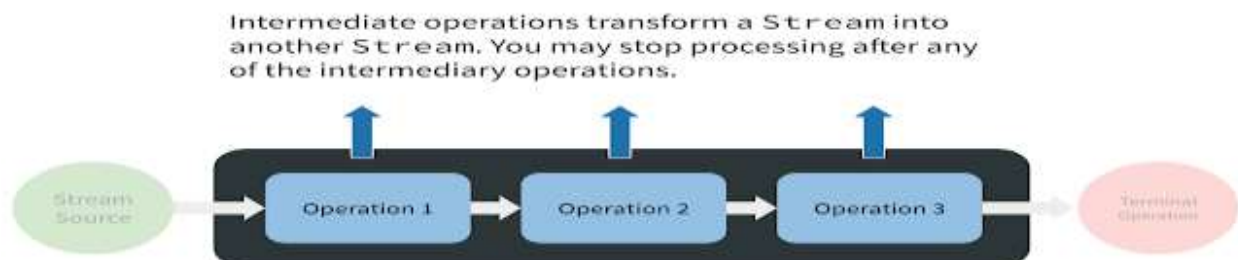 Intermediate operations transform a Stream into
another Stream. You may stop processing after any
of the intermediary operations.
Stream
Source
Operation 1
Operation 2
Operation 3
Terminal
Operation